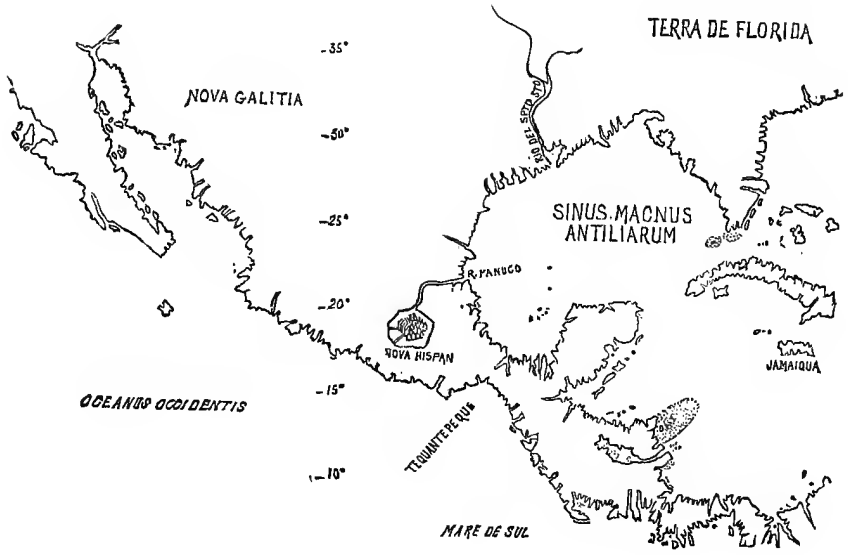 TERRA DE FLORIDA
-35°
NOVA GALITIA
-30°
RIO DEL SPTO STO
SINUS.MAGNUS
ANTILIARUM
-25°
R.PANUCO
-20°
NOVA HISPAN
JAMAIQUA
-15°
OCEANUS OCCIDENTIS
TEQUANTEPEQUE
-10°
MARE DE SUL